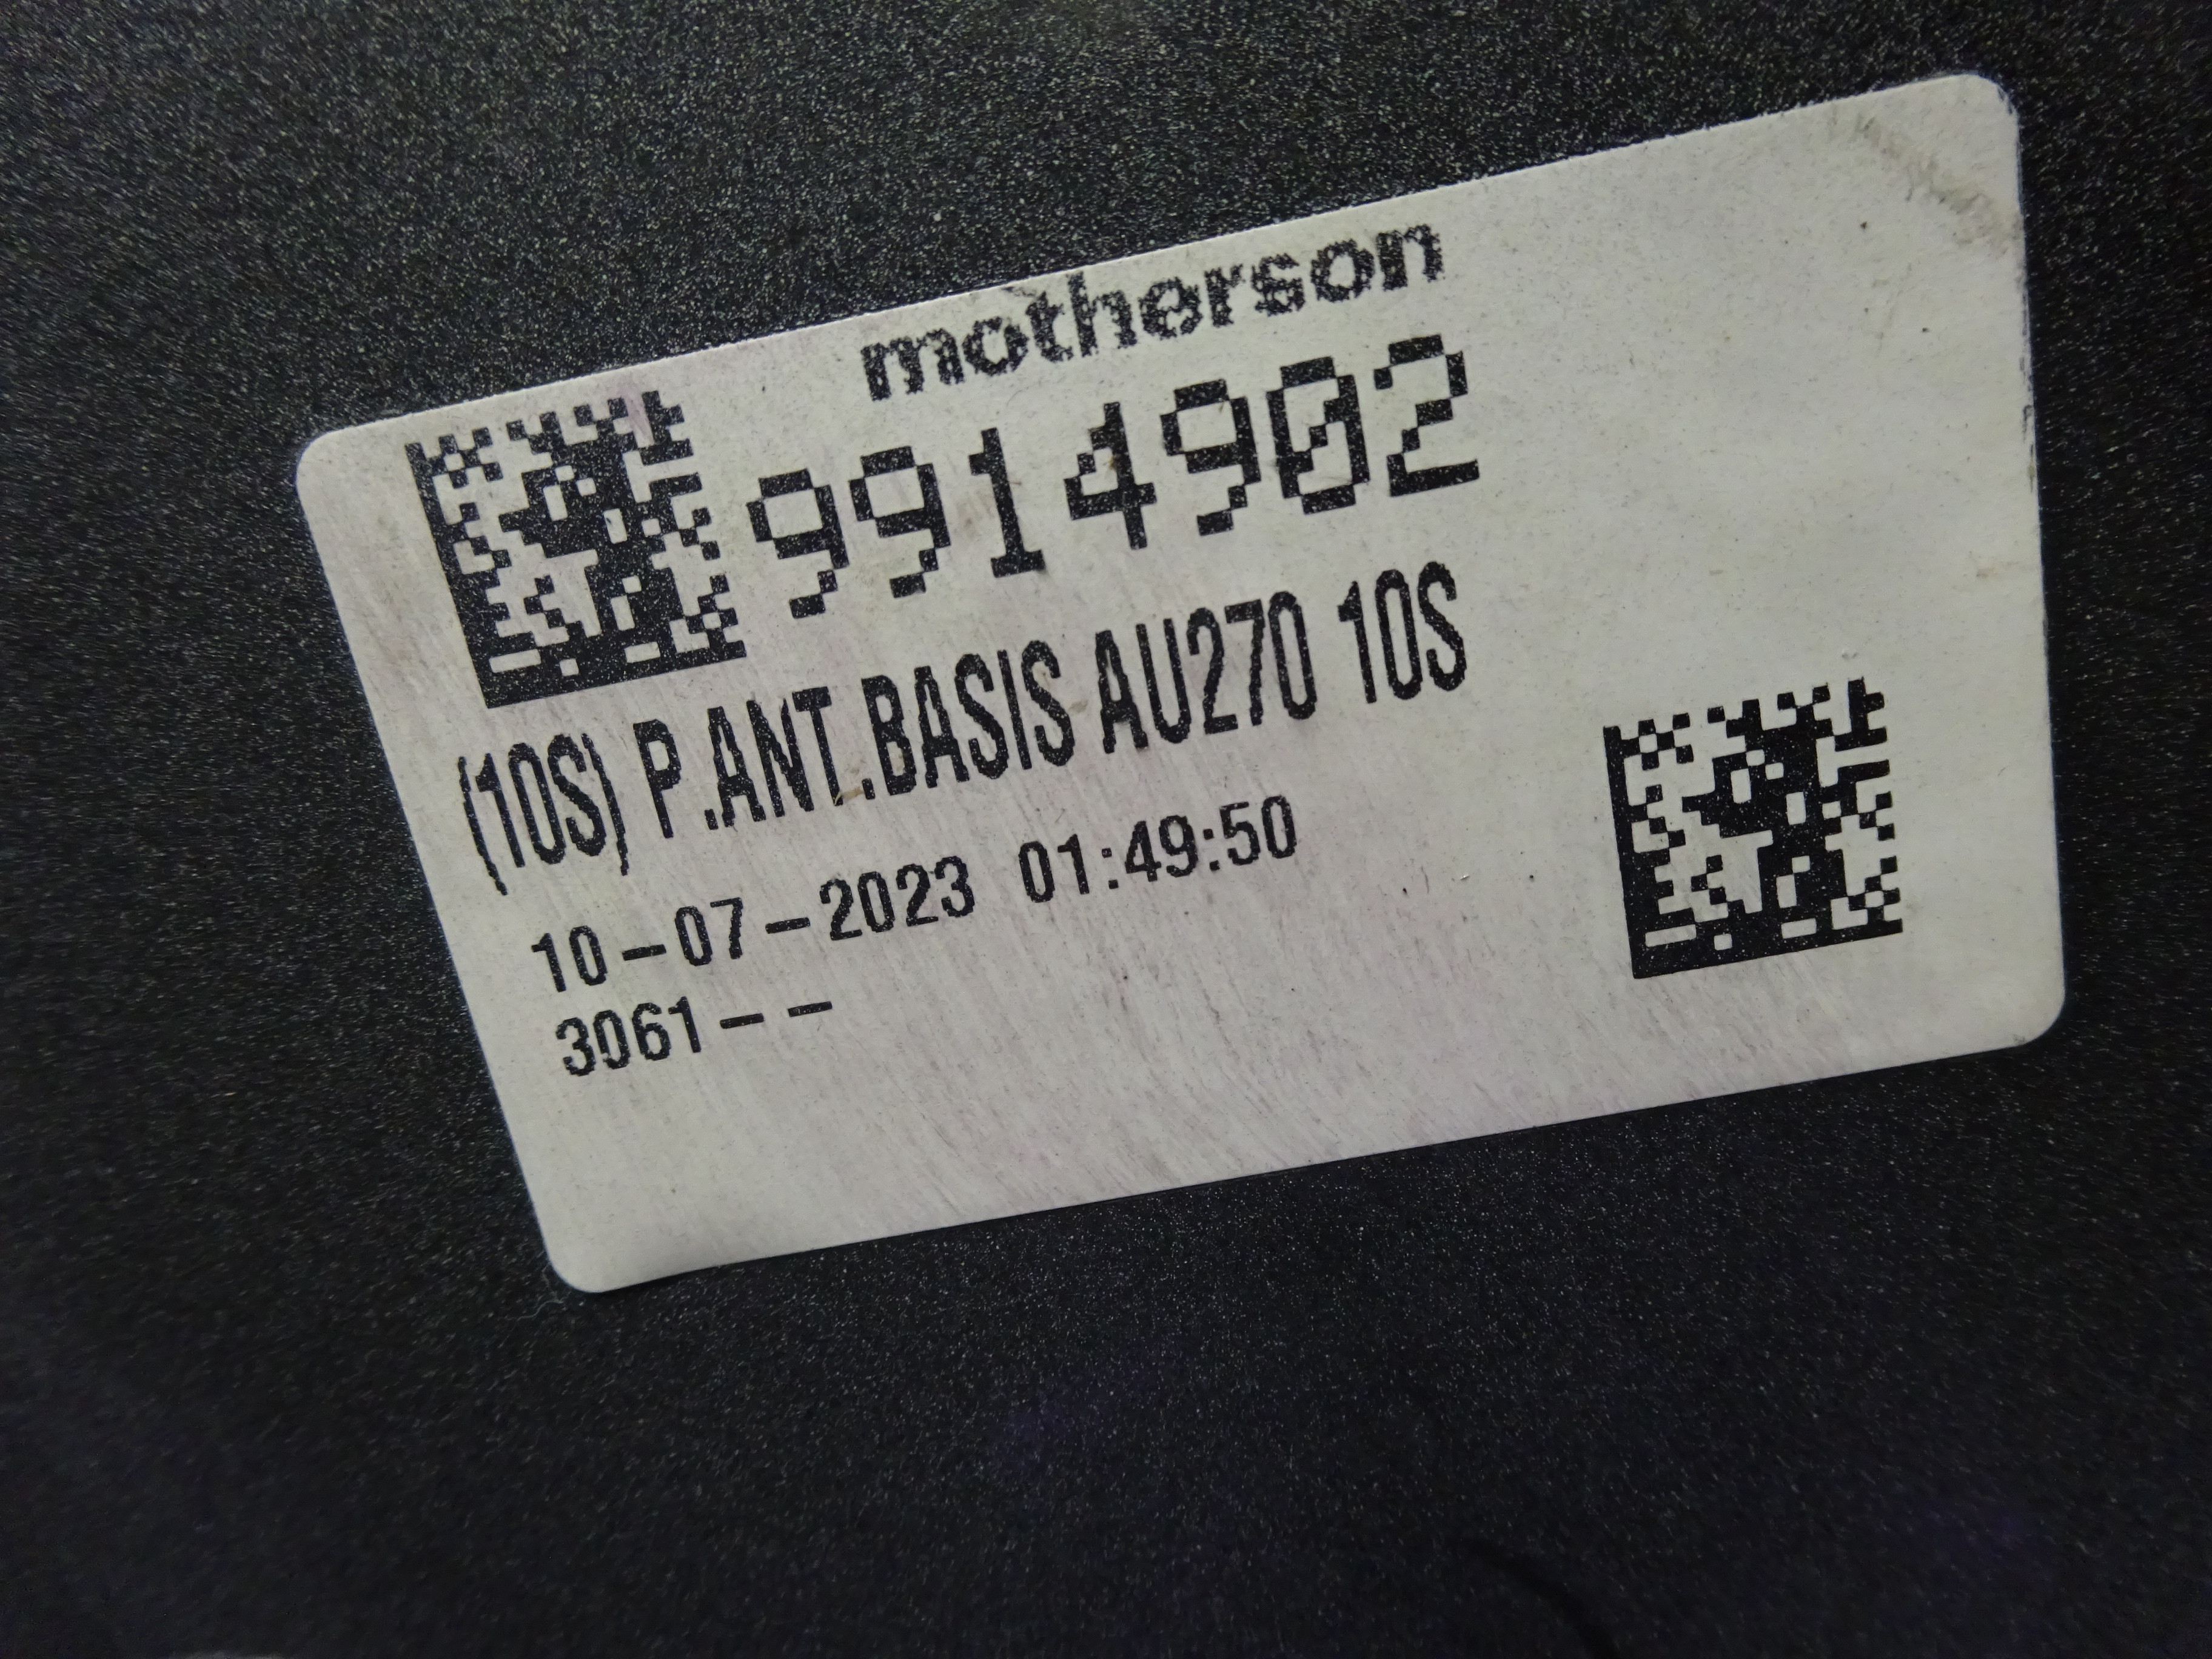 motherson
9914902
(10S) P.ANT.BASIS AU270 10S
10-07-2023 01:49:50
3061--